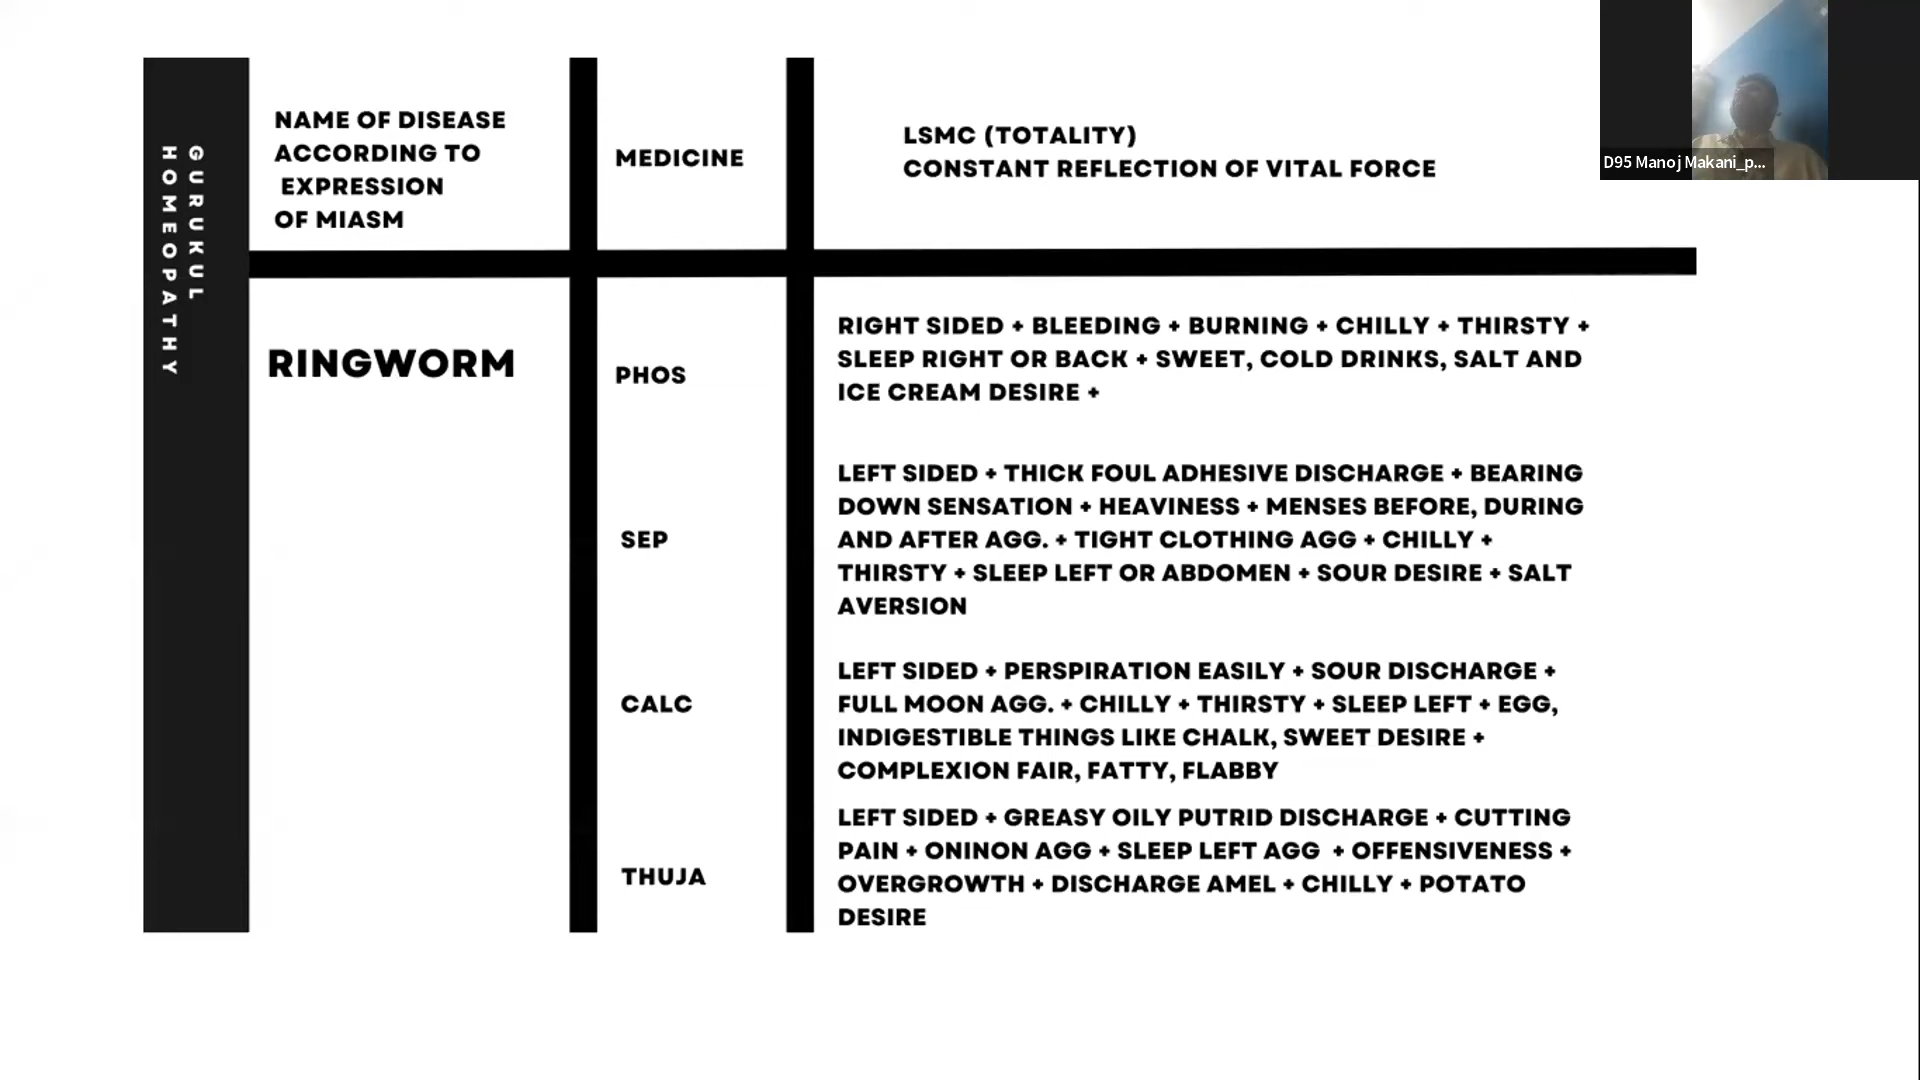 GURUKUL
HOMEOPATHY
NAME OF DISEASE
ACCORDING TO
EXPRESSION
OF MIASM
MEDICINE
LSMC (TOTALITY)
CONSTANT REFLECTION OF VITAL FORCE
RINGWORM
PHOS
RIGHT SIDED + BLEEDING + BURNING + CHILLY + THIRSTY +
SLEEP RIGHT OR BACK + SWEET, COLD DRINKS, SALT AND
ICE CREAM DESIRE +
SEP
LEFT SIDED + THICK FOUL ADHESIVE DISCHARGE + BEARING
DOWN SENSATION + HEAVINESS + MENSES BEFORE, DURING
AND AFTER AGG. + TIGHT CLOTHING AGG + CHILLY +
THIRSTY + SLEEP LEFT OR ABDOMEN + SOUR DESIRE + SALT
AVERSION
CALC
LEFT SIDED + PERSPIRATION EASILY + SOUR DISCHARGE +
FULL MOON AGG. + CHILLY + THIRSTY + SLEEP LEFT + EGG,
INDIGESTIBLE THINGS LIKE CHALK, SWEET DESIRE +
COMPLEXION FAIR, FATTY, FLABBY
THUJA
LEFT SIDED + GREASY OILY PUTRID DISCHARGE + CUTTING
PAIN + ONINON AGG + SLEEP LEFT AGG + OFFENSIVENESS +
OVERGROWTH + DISCHARGE AMEL + CHILLY + POTATO
DESIRE
D95 Manoj Makani_p...